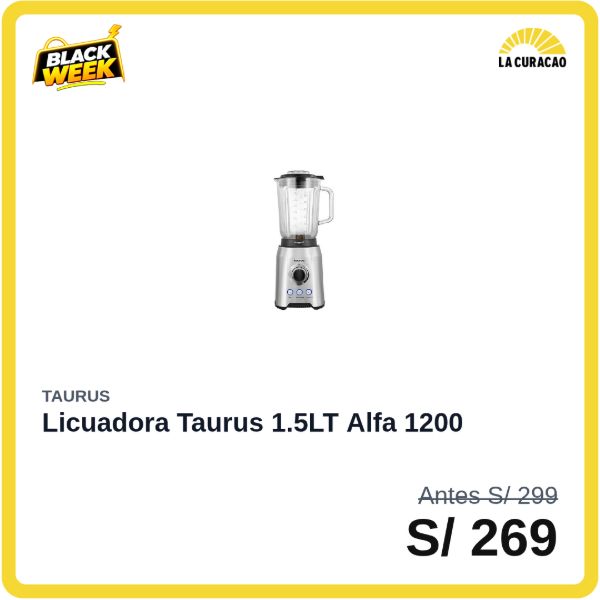 BLACK
WEEK
LA CURACAO
TAURUS
Licuadora Taurus 1.5LT Alfa 1200
Antes S/ 299
S/ 269